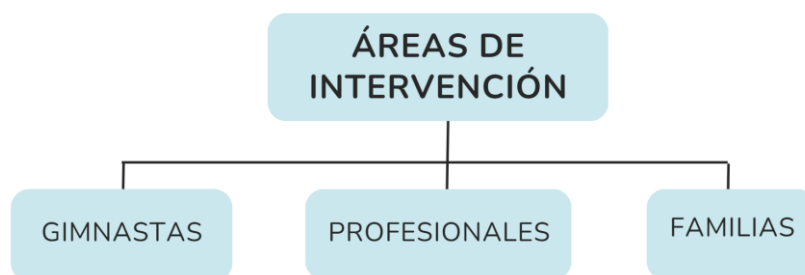 ÁREAS DE
INTERVENCIÓN
GIMNASTAS
PROFESIONALES
FAMILIAS